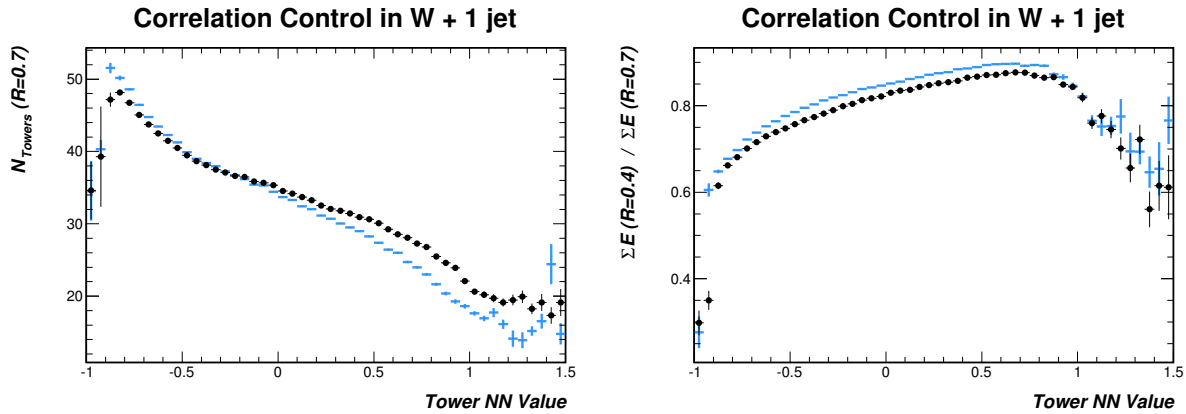 Correlation Control in W + 1 jet
N_Towers (R=0.7)
50
40
30
20
-1 -0.5 0 0.5 1 1.5
Tower NN Value
Correlation Control in W + 1 jet
Σ E (R=0.4) / Σ E (R=0.7)
0.8
0.6
0.4
-1 -0.5 0 0.5 1 1.5
Tower NN Value